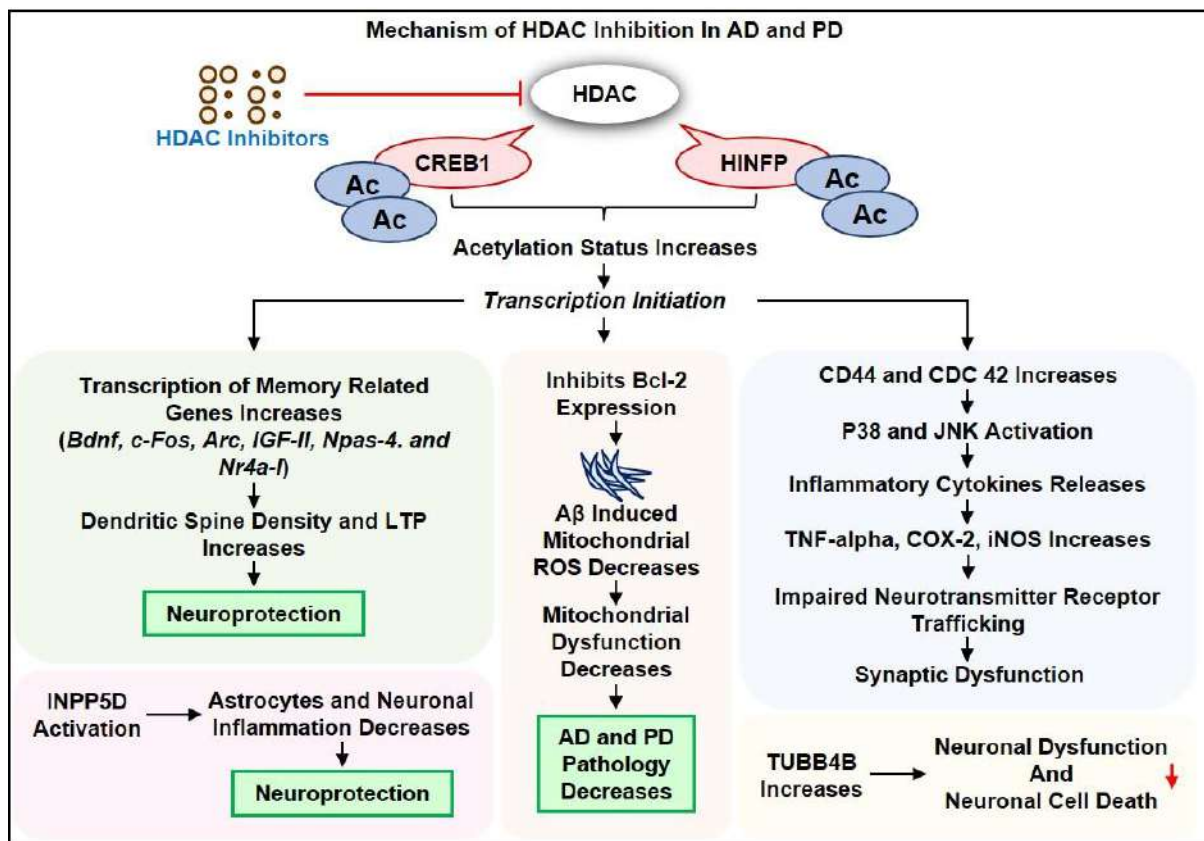 Mechanism of HDAC Inhibition In AD and PD
HDAC
HDAC Inhibitors
CREB1
HINFP
Ac
Ac
Ac
Ac
Acetylation Status Increases
Transcription Initiation
Transcription of Memory Related
Genes Increases
(Bdnf, c-Fos, Arc, IGF-II, Npas-4. and
Nr4a-I)
Dendritic Spine Density and LTP
Increases
Neuroprotection
INPP5D
Activation
Astrocytes and Neuronal
Inflammation Decreases
Neuroprotection
Inhibits Bcl-2
Expression
Aβ Induced
Mitochondrial
ROS Decreases
Mitochondrial
Dysfunction
Decreases
AD and PD
Pathology
Decreases
CD44 and CDC 42 Increases
P38 and JNK Activation
Inflammatory Cytokines Releases
TNF-alpha, COX-2, iNOS Increases
Impaired Neurotransmitter Receptor
Trafficking
Synaptic Dysfunction
TUBB4B
Increases
Neuronal Dysfunction
And
Neuronal Cell Death